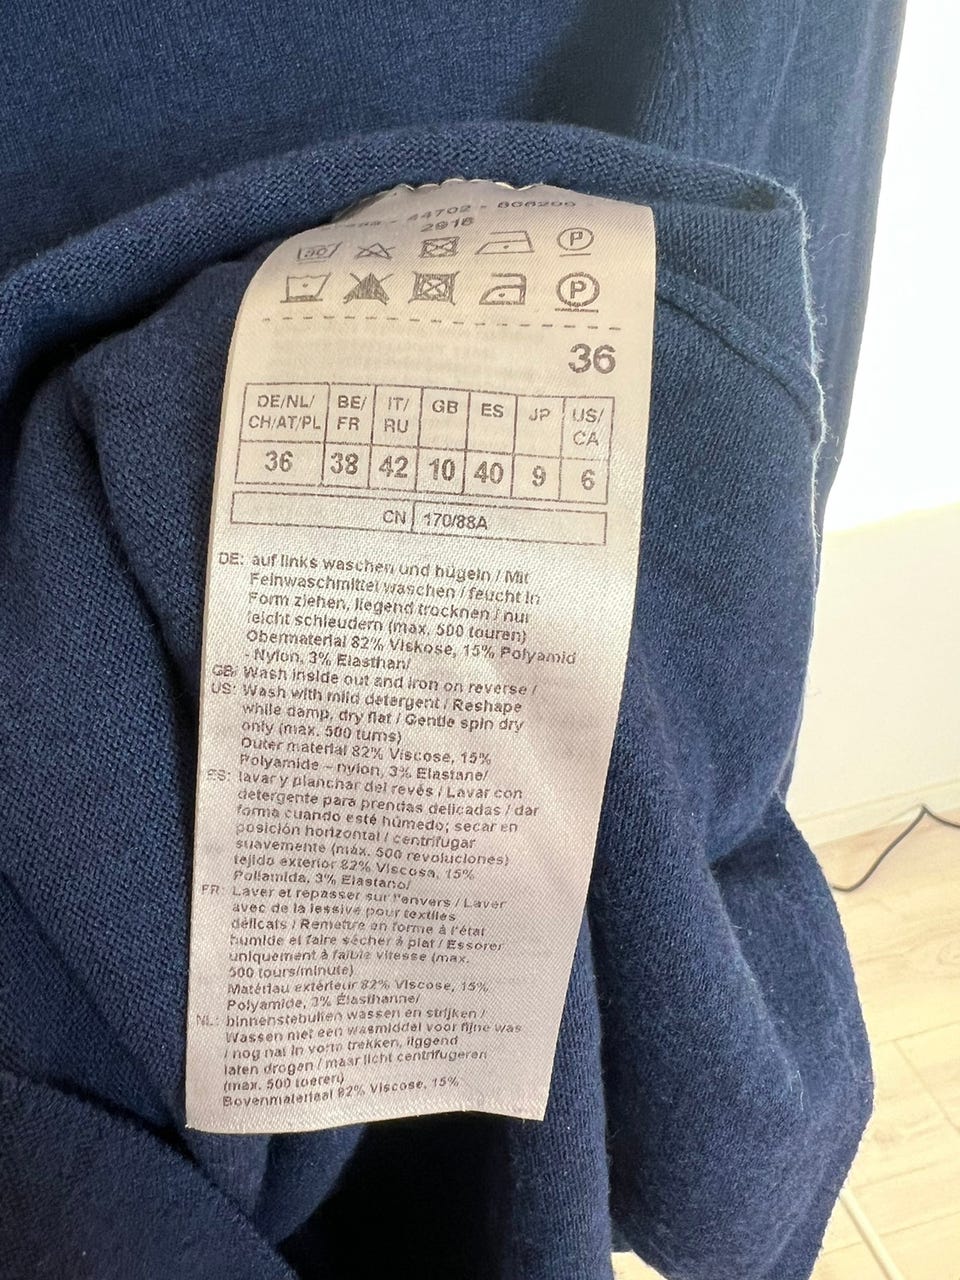 44702 - 806299
2918
30
P
P
36
DE/NL/ CH/AT/PL BE/ FR IT/ RU GB ES JP US/ CA
36 38 42 10 40 9 6
CN 170/88A
DE: auf links waschen und bügeln / Mit
Feinwaschmittel waschen / feucht in
Form ziehen, liegend trocknen / nur
leicht schleudern (max. 500 touren)
Obermaterial 82% Viskose, 15% Polyamid
- Nylon, 3% Elasthan/
GB: Wash inside out and iron on reverse /
US: Wash with mild detergent / Reshape
while damp, dry flat / Gentle spin dry
only (max. 500 turns)
Outer material 82% Viscose, 15%
Polyamide – nylon, 3% Elastane/
ES: lavar y planchar del revés / Lavar con
detergente para prendas delicadas / dar
forma cuando esté húmedo; secar en
posición horizontal / centrifugar
suavemente (máx. 500 revoluciones)
tejido exterior 82% Viscosa, 15%
Poliamida, 3% Elastano/
FR: Laver et repasser sur l'envers / Laver
avec de la lessive pour textiles
délicats / Remettre en forme à l'état
humide et faire sécher à plat / Essorer
uniquement à faible vitesse (max.
500 tours/minute)
Matériau extérieur 82% Viscose, 15%
Polyamide, 3% Élasthanne/
NL: binnenstebuiten wassen en strijken /
Wassen met een wasmiddel voor fijne was
/ nog nat in vorm trekken, liggend
laten drogen / maar licht centrifugeren
(max. 500 toeren)
Bovenmateriaal 82% Viscose, 15%